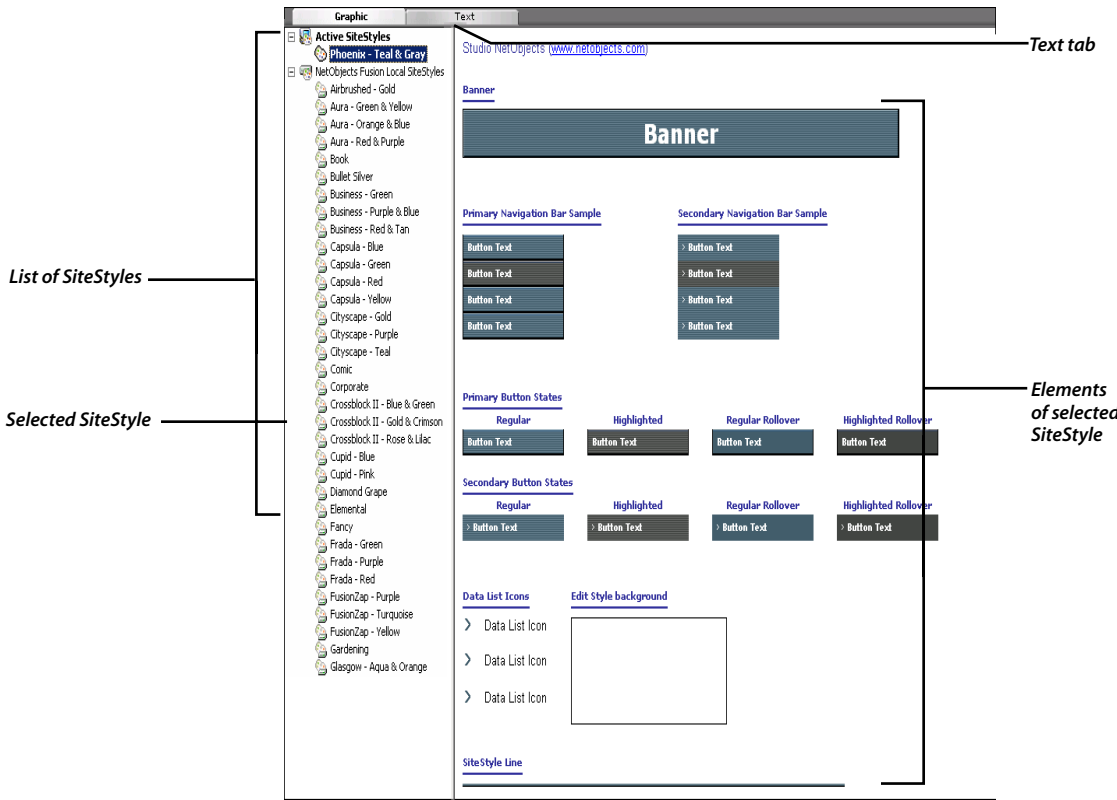 Graphic
Text
Active SiteStyles
Phoenix - Teal & Gray
NetObjects Fusion Local SiteStyles
Airbrushed - Gold
Aura - Green & Yellow
Aura - Orange & Blue
Aura - Red & Purple
Book
Bullet Silver
Business - Green
Business - Purple & Blue
Business - Red & Tan
Capsula - Blue
Capsula - Green
Capsula - Red
Capsula - Yellow
Cityscape - Gold
Cityscape - Purple
Cityscape - Teal
Comic
Corporate
Crossblock II - Blue & Green
Crossblock II - Gold & Crimson
Crossblock II - Rose & Lilac
Cupid - Blue
Cupid - Pink
Diamond Grape
Elemental
Fancy
Frada - Green
Frada - Purple
Frada - Red
FusionZap - Purple
FusionZap - Turquoise
FusionZap - Yellow
Gardening
Glasgow - Aqua & Orange
List of SiteStyles
Selected SiteStyle
Studio NetObjects (www.netobjects.com)
Text tab
Banner
Banner
Primary Navigation Bar Sample
Button Text
Button Text
Button Text
Button Text
Secondary Navigation Bar Sample
> Button Text
> Button Text
> Button Text
> Button Text
Primary Button States
Regular Highlighted Regular Rollover Highlighted Rollover
Button Text Button Text Button Text Button Text
Secondary Button States
Regular Highlighted Regular Rollover Highlighted Rollover
> Button Text > Button Text > Button Text > Button Text
Elements
of selected
SiteStyle
Data List Icons
Data List Icon
Data List Icon
Data List Icon
Edit Style background
SiteStyle Line